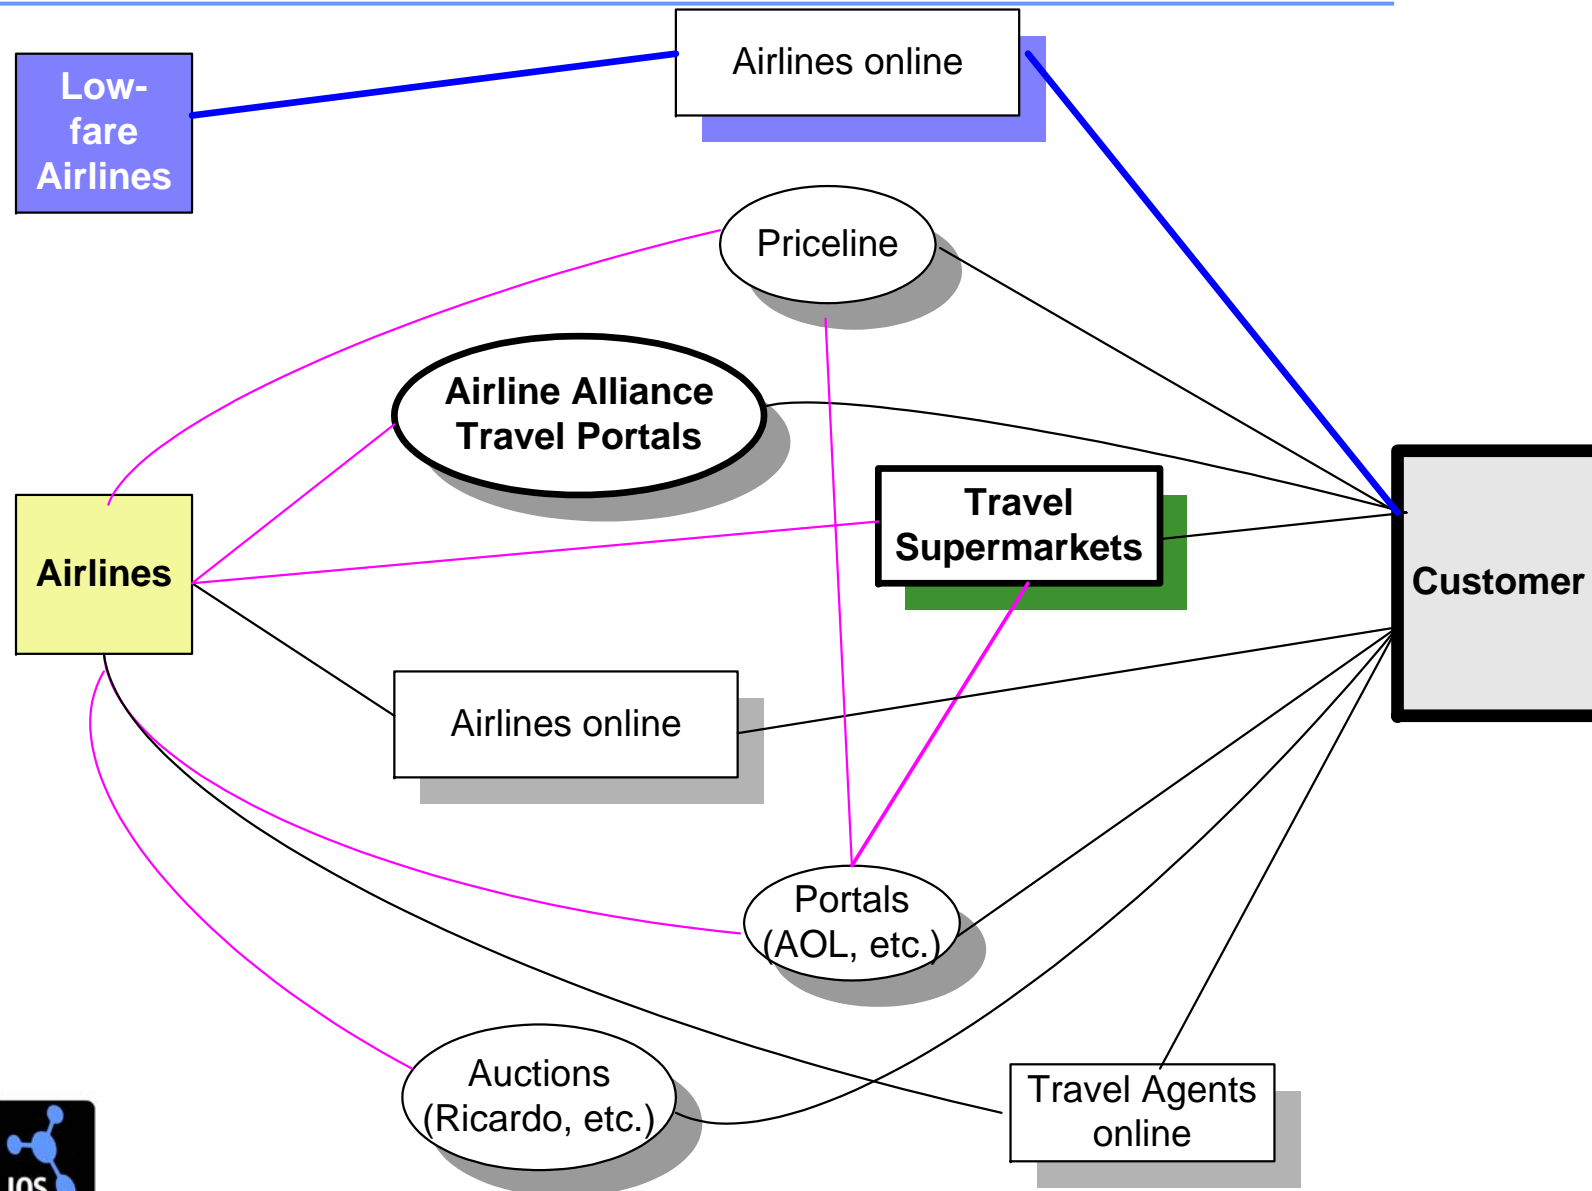 Airlines online
Low-
fare
Airlines
Priceline
Airline Alliance
Travel Portals
Travel
Supermarkets
Airlines
Customer
Airlines online
Portals
(AOL, etc.)
Auctions
(Ricardo, etc.)
Travel Agents
online
IOS